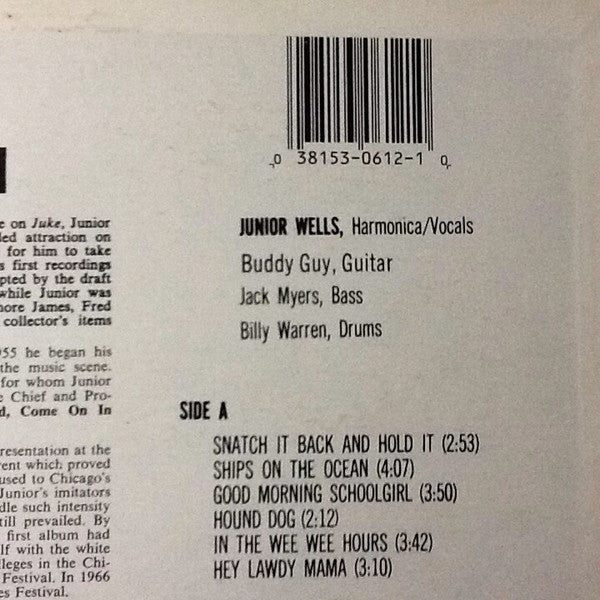 0 38153-0612-1 0
e on Juke, Junior
led attraction on
for him to take
s first recordings
pted by the draft
while Junior was
more James, Fred
collector's items
55 he began his
the music scene.
for whom Junior
e Chief and Pro-
d, Come On In
resentation at the
ent which proved
used to Chicago's
Junior's imitators
dle such intensity
till prevailed. By
first album had
lf with the white
lleges in the Chi-
Festival. In 1966
es Festival.
JUNIOR WELLS, Harmonica/Vocals
Buddy Guy, Guitar
Jack Myers, Bass
Billy Warren, Drums
SIDE A
SNATCH IT BACK AND HOLD IT (2:53)
SHIPS ON THE OCEAN (4:07)
GOOD MORNING SCHOOLGIRL (3:50)
HOUND DOG (2:12)
IN THE WEE WEE HOURS (3:42)
HEY LAWDY MAMA (3:10)